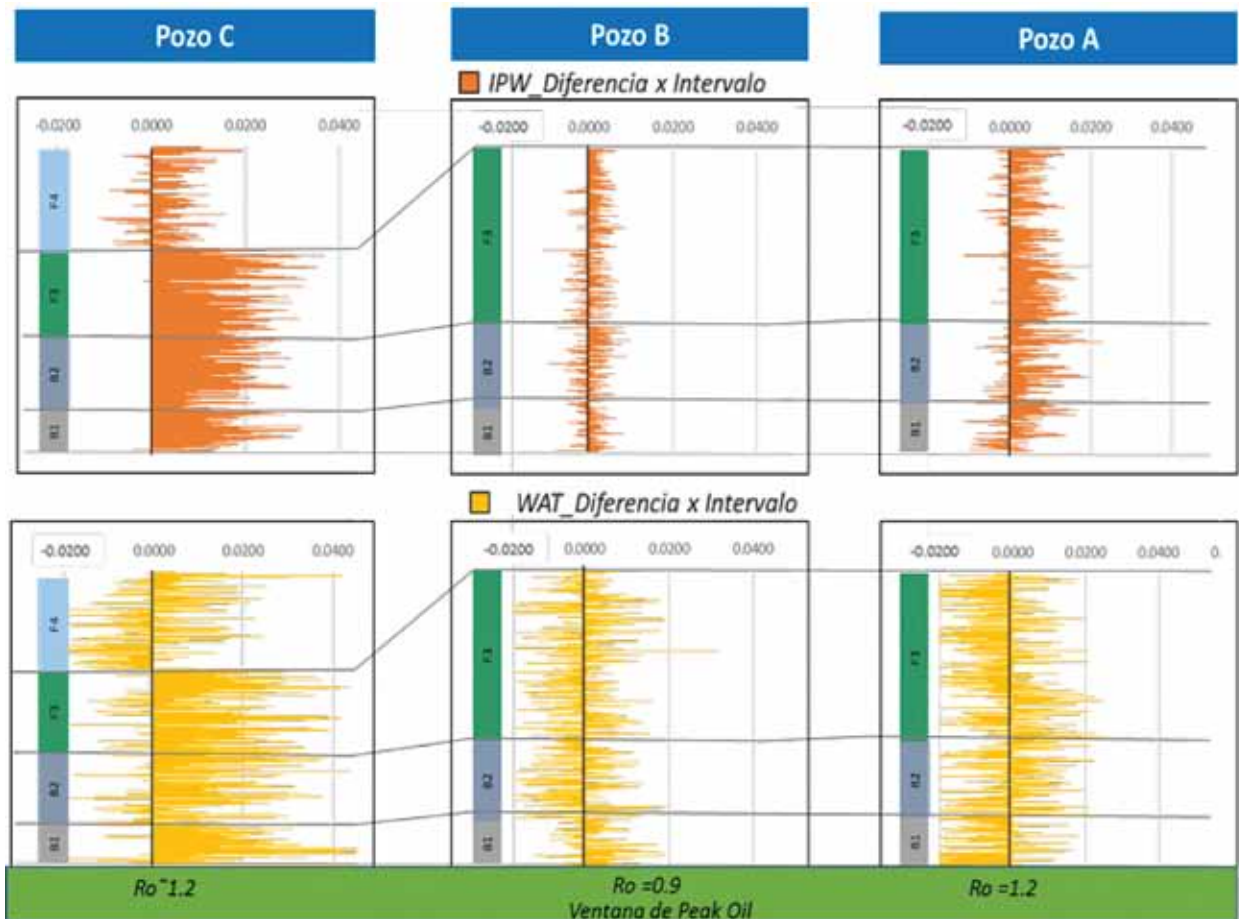 Pozo C Pozo B Pozo A
IPW_Diferencia x Intervalo
-0.0200 0.0000 0.0200 0.0400
-0.0200 0.0000 0.0200 0.0400
-0.0200 0.0000 0.0200 0.0400
F4
F3
B2
B1
F3
B2
B1
F3
B2
B1
WAT_Diferencia x Intervalo
-0.0200 0.0000 0.0200 0.0400
-0.0200 0.0000 0.0200 0.0400
-0.0200 0.0000 0.0200 0.0400 0.
F4
F3
B2
B1
F3
B2
B1
F3
B2
B1
Ro~1.2 Ro =0.9 Ro =1.2
Ventana de Peak Oil